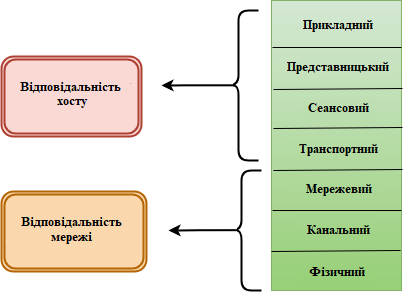 Відповідальність
хосту
Відповідальність
мережі
Прикладний
Представницький
Сеансовий
Транспортний
Мережевий
Канальний
Фізичний